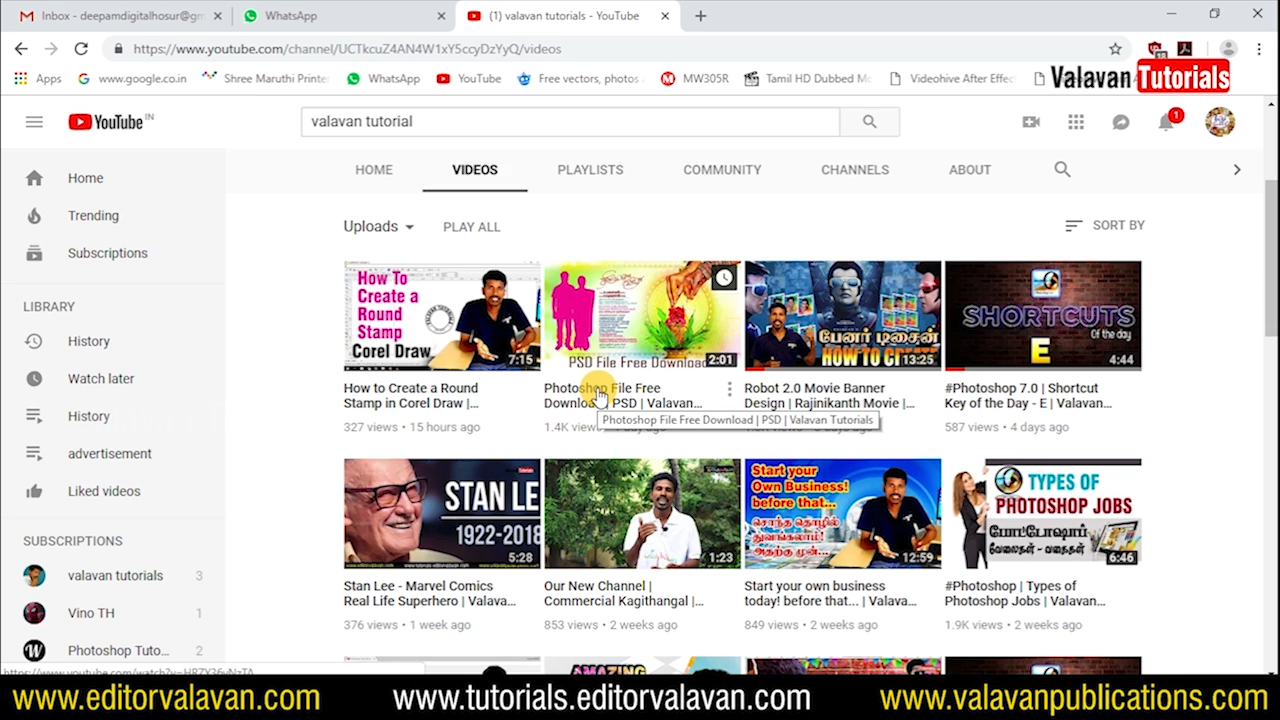 Inbox - deepamdigitalhosur@gm
WhatsApp
(1) valavan tutorials - YouTube
https://www.youtube.com/channel/UCTkcuZ4AN4W1xY5ccyDzYyQ/videos
Apps
www.google.co.in
Shree Maruthi Printer
WhatsApp
YouTube
Free vectors, photos
MW305R
Tamil HD Dubbed Mo
Videohive After Effec
Valavan Tutorials
YouTube IN
valavan tutorial
1
Home
Trending
Subscriptions
LIBRARY
History
Watch later
History
advertisement
Liked videos
SUBSCRIPTIONS
valavan tutorials 3
Vino TH 1
Photoshop Tuto... 2
HOME VIDEOS PLAYLISTS COMMUNITY CHANNELS ABOUT
Uploads PLAY ALL SORT BY
How To
Create a
Round
Stamp
Corel Draw
7:15
PSD File Free Download
2:01
பேனர் டிசைன்
HOW TO
13:25
SHORTCUTS
Of the day
E
4:44
How to Create a Round
Stamp in Corel Draw |...
327 views • 15 hours ago
Photoshop File Free
Download | PSD | Valavan...
1.4K views
Photoshop File Free Download | PSD | Valavan Tutorials
Robot 2.0 Movie Banner
Design | Rajinikanth Movie |...
#Photoshop 7.0 | Shortcut
Key of the Day - E | Valavan...
587 views • 4 days ago
STAN LEE
1922-2018
5:28
1:23
Start your
Own Business!
before that...
சொந்த தொழில்
துவங்கலாம்!
அதற்கு முன்...
12:59
TYPES OF
PHOTOSHOP JOBS
போட்டோஷாப்
வேலைகள் - வகைகள்
6:46
Stan Lee - Marvel Comics
Real Life Superhero | Valava...
376 views • 1 week ago
Our New Channel |
Commercial Kagithangal |...
853 views • 2 weeks ago
Start your own business
today! before that... | Valava...
849 views • 2 weeks ago
#Photoshop | Types of
Photoshop Jobs | Valavan...
1.9K views • 2 weeks ago
AMAZING
www.editorvalavan.com
www.tutorials.editorvalavan.com
www.valavanpublications.com